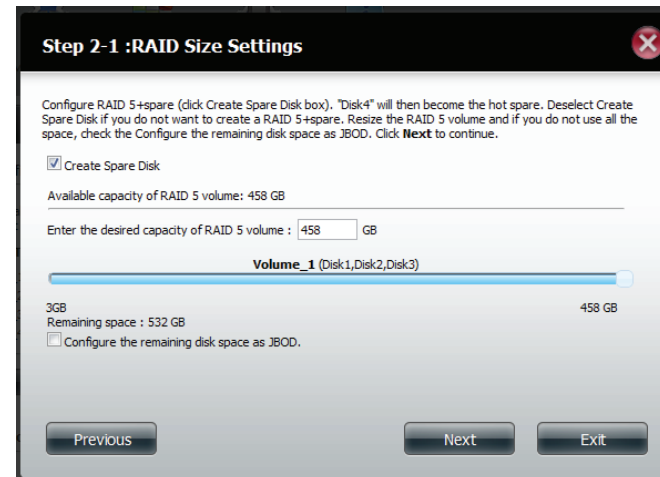 Step 2-1 :RAID Size Settings
Configure RAID 5+spare (click Create Spare Disk box). "Disk4" will then become the hot spare. Deselect Create
Spare Disk if you do not want to create a RAID 5+spare. Resize the RAID 5 volume and if you do not use all the
space, check the Configure the remaining disk space as JBOD. Click Next to continue.
Create Spare Disk
Available capacity of RAID 5 volume: 458 GB
Enter the desired capacity of RAID 5 volume : 458 GB
Volume_1 (Disk1,Disk2,Disk3)
3GB 458 GB
Remaining space : 532 GB
Configure the remaining disk space as JBOD.
Previous Next Exit